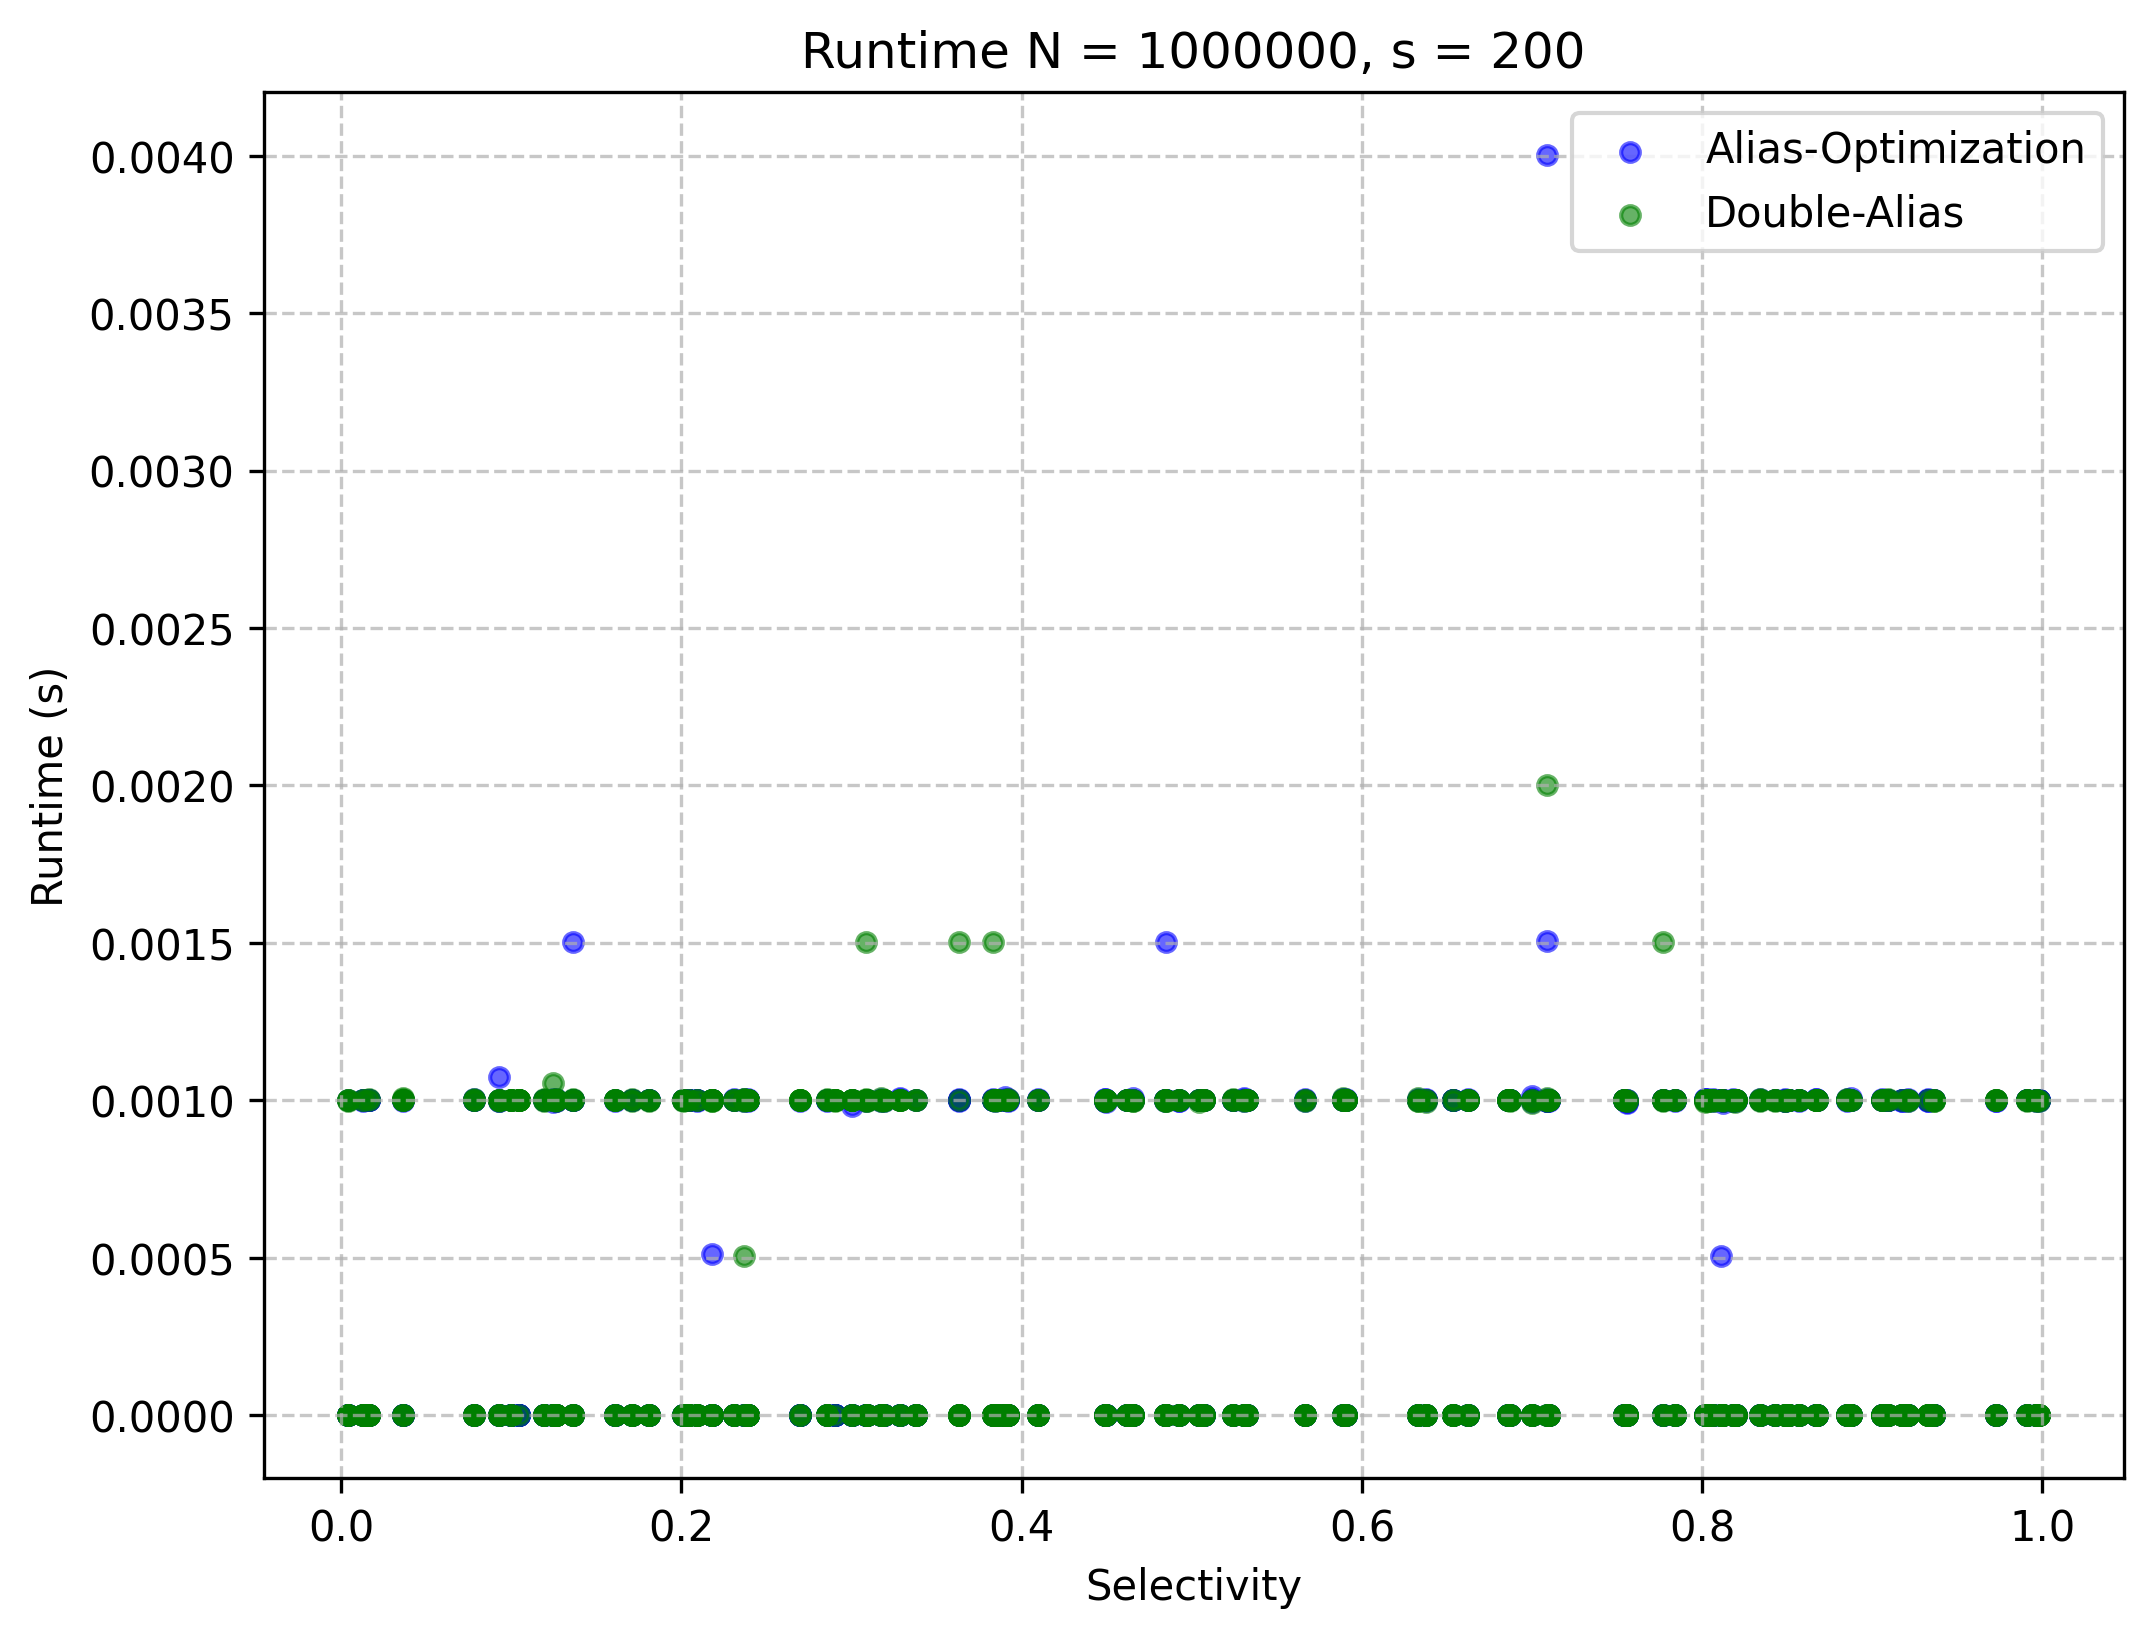 Runtime N = 1000000, s = 200
Alias-Optimization
Double-Alias
Runtime (s)
0.0040
0.0035
0.0030
0.0025
0.0020
0.0015
0.0010
0.0005
0.0000
0.0 0.2 0.4 0.6 0.8 1.0
Selectivity